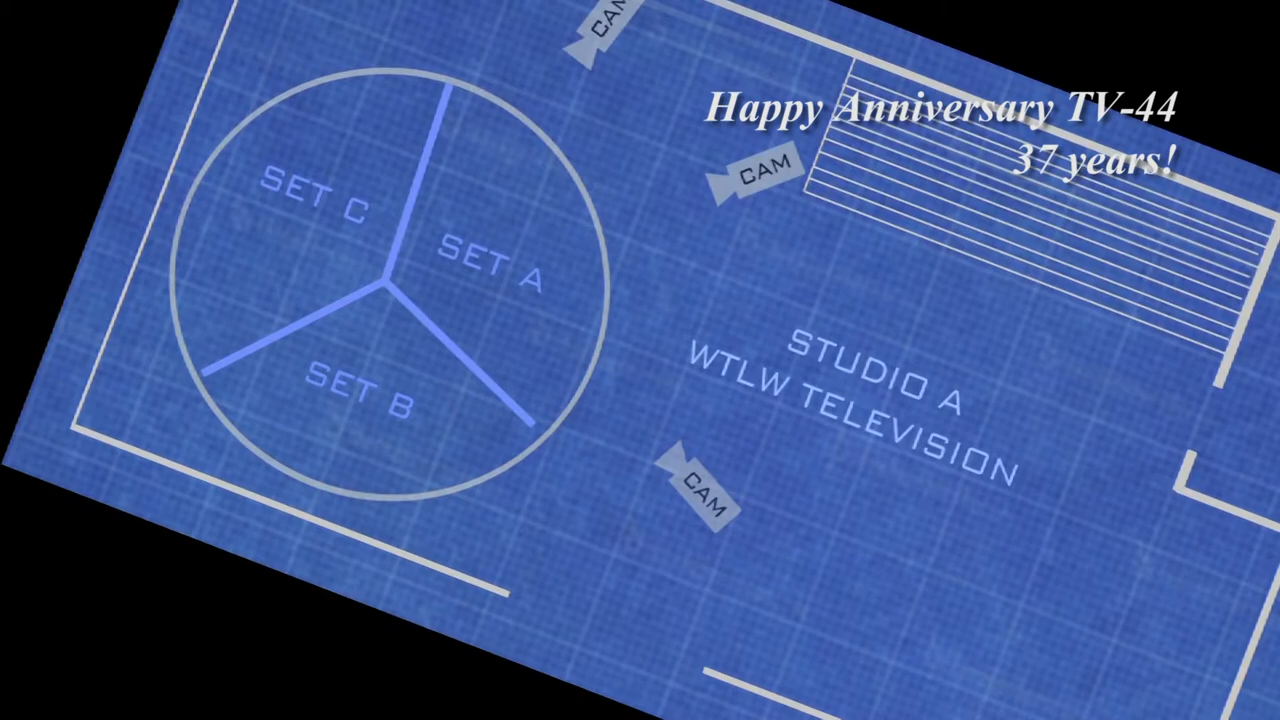 CAM
Happy Anniversary TV-44
37 years!
CAM
SET C
SET A
SET B
STUDIO A
WTLW TELEVISION
CAM